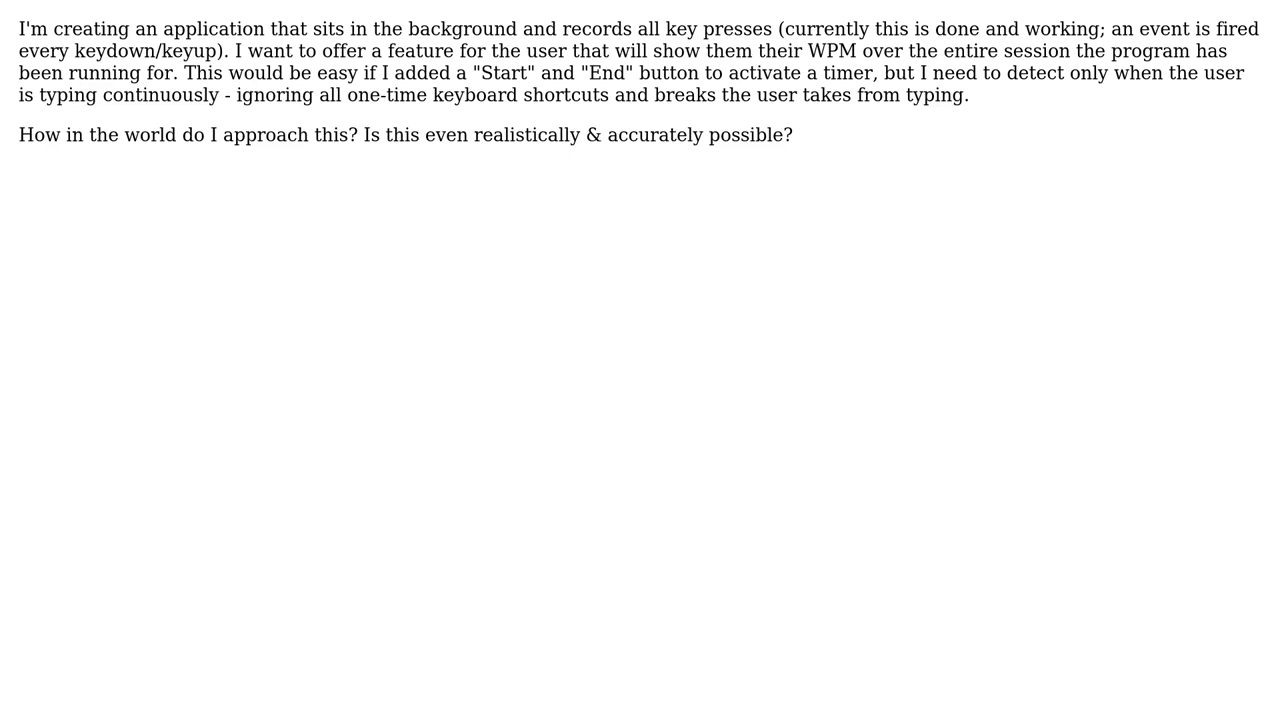 I'm creating an application that sits in the background and records all key presses (currently this is done and working; an event is fired
every keydown/keyup). I want to offer a feature for the user that will show them their WPM over the entire session the program has
been running for. This would be easy if I added a "Start" and "End" button to activate a timer, but I need to detect only when the user
is typing continuously - ignoring all one-time keyboard shortcuts and breaks the user takes from typing.
How in the world do I approach this? Is this even realistically & accurately possible?